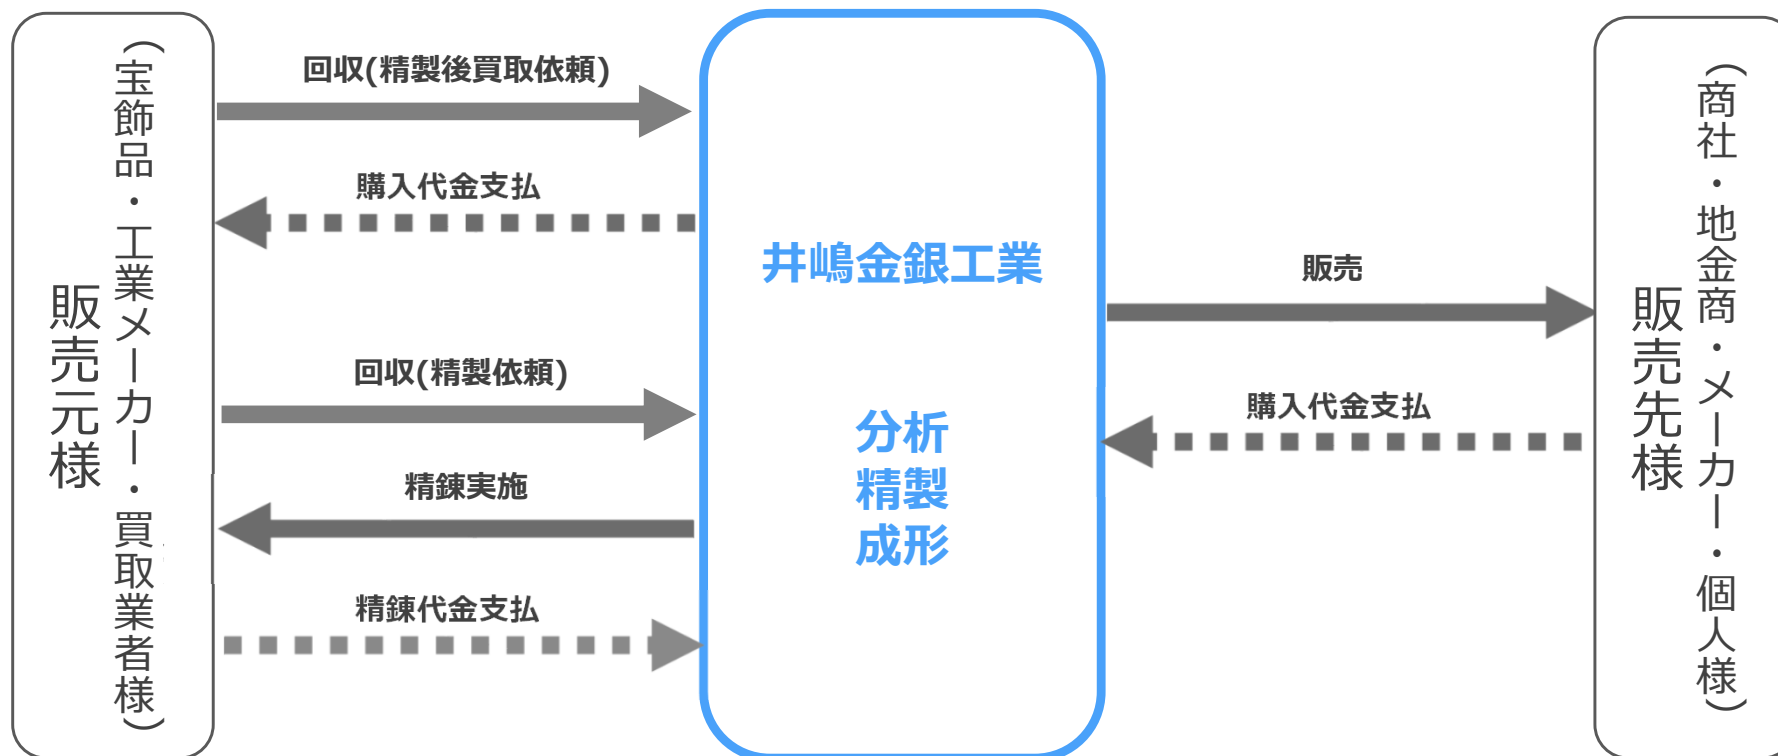 販売元様
(宝飾品・工業メーカー・買取業者様)
回収(精製後買取依頼)
購入代金支払
回収(精製依頼)
精錬実施
精錬代金支払
井嶋金銀工業
分析
精製
成形
販売
購入代金支払
販売先様
(商社・地金商・メーカー・個人様)